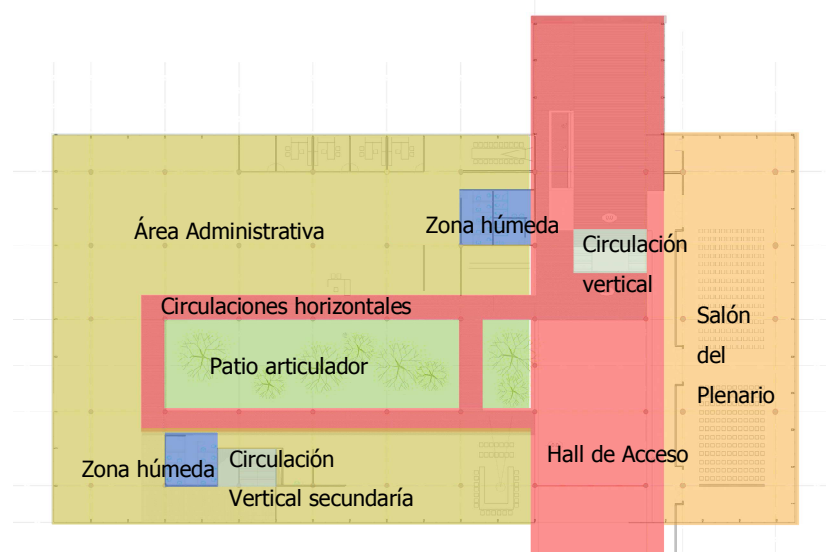 Área Administrativa
Zona húmeda
Circulación
vertical
Circulaciones horizontales
Salón
del
Plenario
Patio articulador
Hall de Acceso
Zona húmeda
Circulación
Vertical secundaría